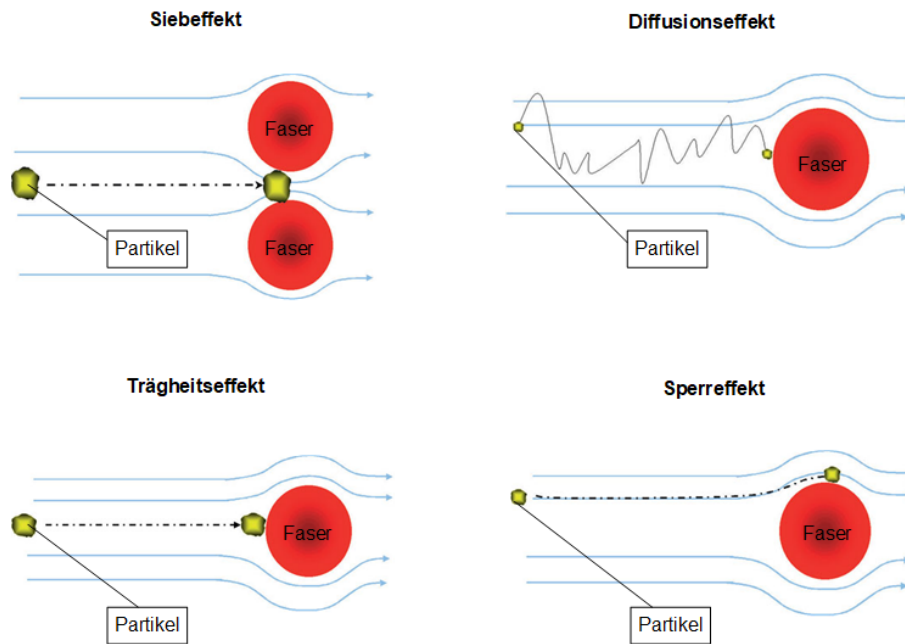 Siebeffekt
Faser
Faser
Partikel
Diffusionseffekt
Faser
Partikel
Trägheitseffekt
Faser
Partikel
Sperreffekt
Faser
Partikel